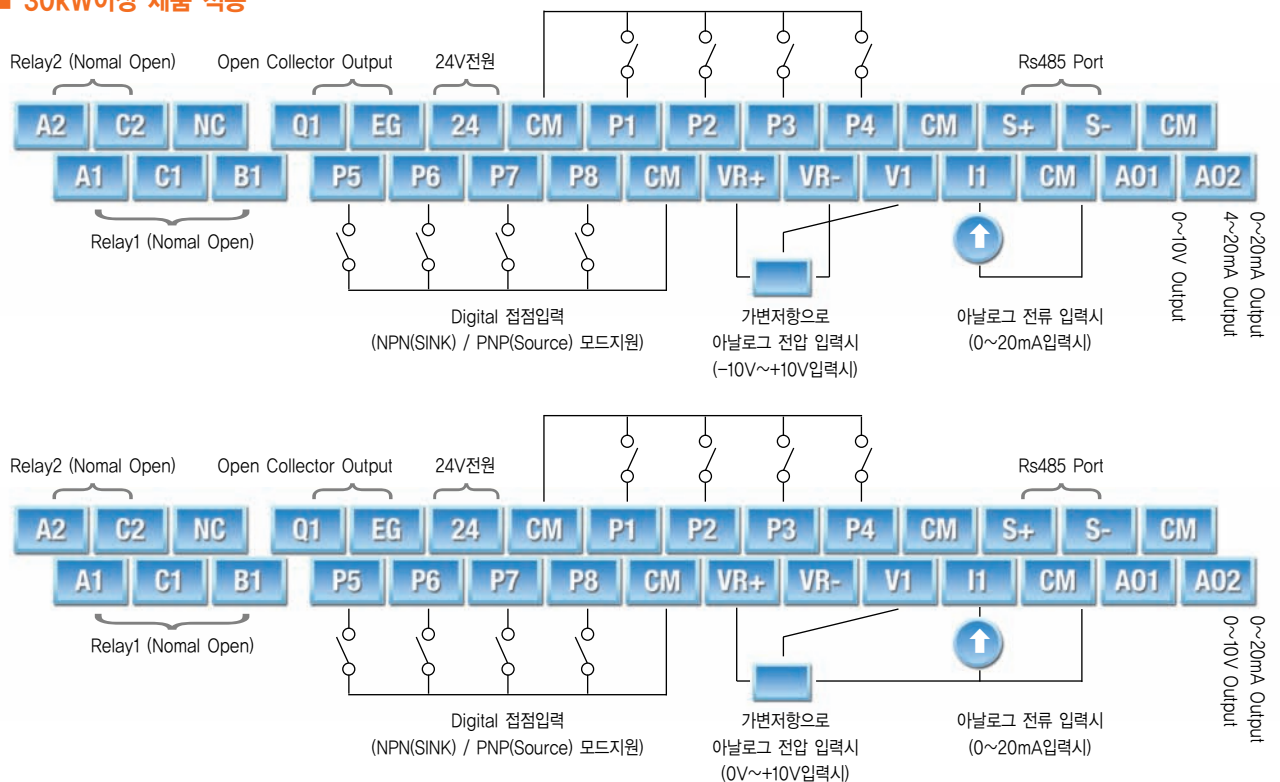 ■ 30kW이상 제품 적용
Relay2 (Nomal Open)
Open Collector Output
24V전원
Rs485 Port
A2 C2 NC Q1 EG 24 CM P1 P2 P3 P4 CM S+ S- CM
A1 C1 B1 P5 P6 P7 P8 CM VR+ VR- V1 I1 CM AO1 AO2
Relay1 (Nomal Open)
Digital 접점입력
(NPN(SINK) / PNP(Source) 모드지원)
가변저항으로
아날로그 전압 입력시
(-10V~+10V입력시)
아날로그 전류 입력시
(0~20mA입력시)
0~10V Output
0~20mA Output
4~20mA Output
Relay2 (Nomal Open)
Open Collector Output
24V전원
Rs485 Port
A2 C2 NC Q1 EG 24 CM P1 P2 P3 P4 CM S+ S- CM
A1 C1 B1 P5 P6 P7 P8 CM VR+ VR- V1 I1 CM AO1 AO2
Relay1 (Nomal Open)
Digital 접점입력
(NPN(SINK) / PNP(Source) 모드지원)
가변저항으로
아날로그 전압 입력시
(0V~+10V입력시)
아날로그 전류 입력시
(0~20mA입력시)
0~20mA Output
0~10V Output